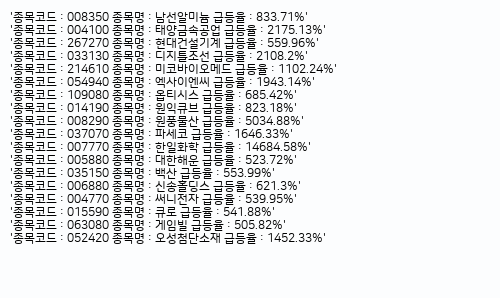 '종목코드 : 008350 종목명 : 남선알미늄 급등율 : 833.71%'
'종목코드 : 004100 종목명 : 태양금속공업 급등율 : 2175.13%'
'종목코드 : 267270 종목명 : 현대건설기계 급등율 : 559.96%'
'종목코드 : 033130 종목명 : 디지틀조선 급등율 : 2108.2%'
'종목코드 : 214610 종목명 : 미코바이오메드 급등율 : 1102.24%'
'종목코드 : 054940 종목명 : 엑사이엔씨 급등율 : 1943.14%'
'종목코드 : 109080 종목명 : 옵티시스 급등율 : 685.42%'
'종목코드 : 014190 종목명 : 원익큐브 급등율 : 823.18%'
'종목코드 : 008290 종목명 : 원풍물산 급등율 : 5034.88%'
'종목코드 : 037070 종목명 : 파세코 급등율 : 1646.33%'
'종목코드 : 007770 종목명 : 한일화학 급등율 : 14684.58%'
'종목코드 : 005880 종목명 : 대한해운 급등율 : 523.72%'
'종목코드 : 035150 종목명 : 백산 급등율 : 553.99%'
'종목코드 : 006880 종목명 : 신송홀딩스 급등율 : 621.3%'
'종목코드 : 004770 종목명 : 써니전자 급등율 : 539.95%'
'종목코드 : 015590 종목명 : 큐로 급등율 : 541.88%'
'종목코드 : 063080 종목명 : 게임빌 급등율 : 505.82%'
'종목코드 : 052420 종목명 : 오성첨단소재 급등율 : 1452.33%'